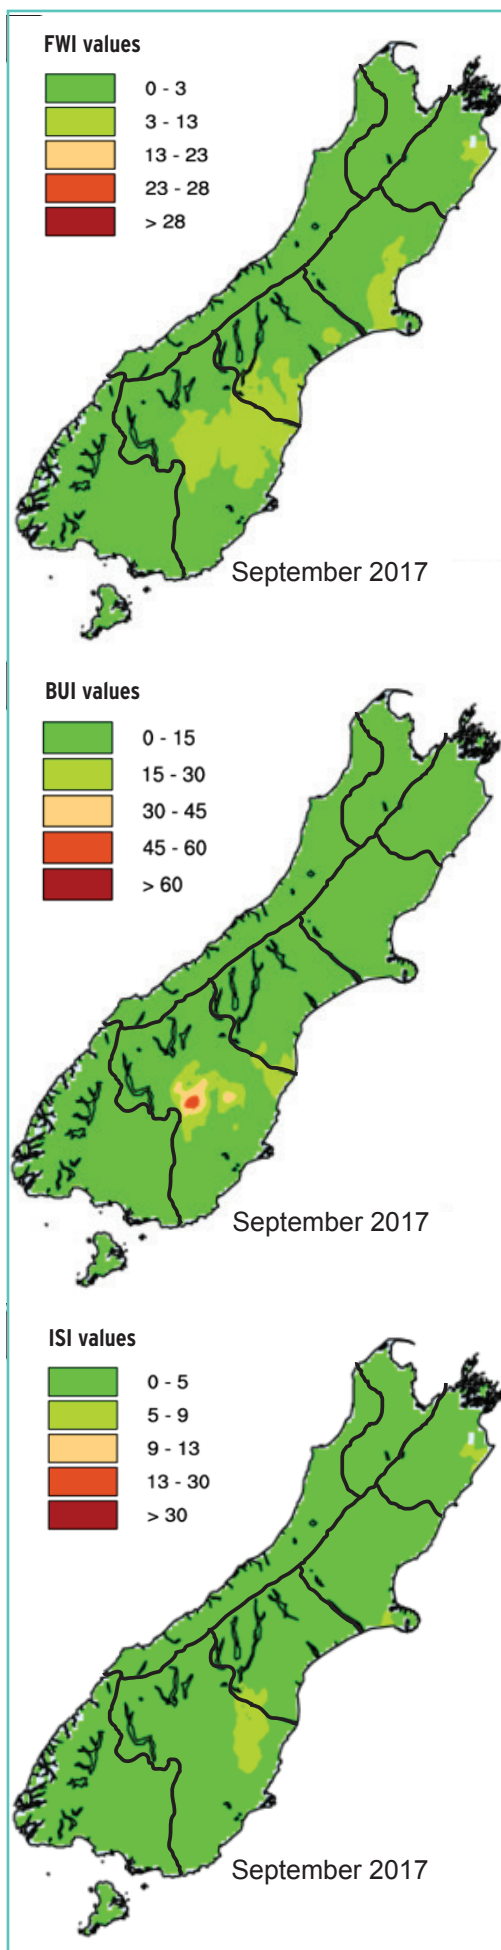 FWI values
0 - 3
3 - 13
13 - 23
23 - 28
> 28
September 2017
BUI values
0 - 15
15 - 30
30 - 45
45 - 60
> 60
September 2017
ISI values
0 - 5
5 - 9
9 - 13
13 - 30
> 30
September 2017